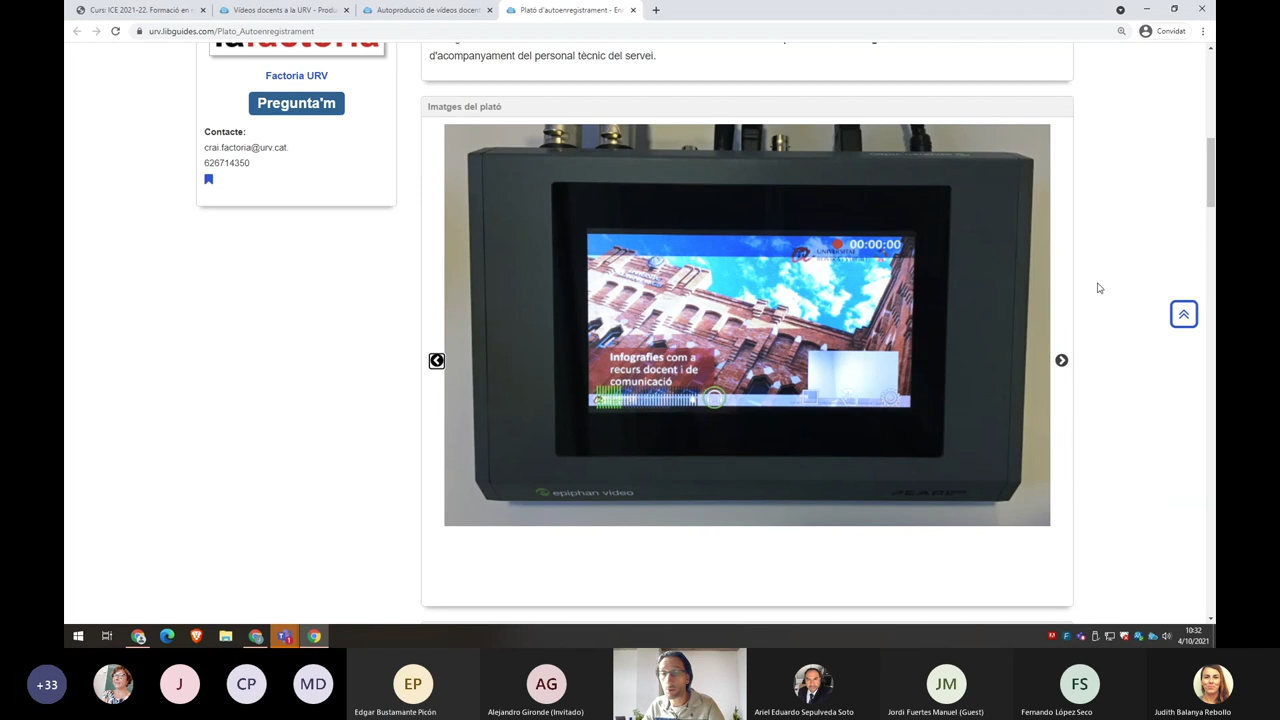 Curs: ICE 2021-22. Formació en
Vídeos docents a la URV - Produ
Autoproducció de vídeos docent
Plató d'autoenregistrament - En
urv.libguides.com/Plato_Autoenregistrament
Convidat
Factoria URV
Pregunta'm
Contacte:
crai.factoria@urv.cat.
626714350
d'acompanyament del personal tècnic del servei.
Imatges del plató
00:00:00
UNIVERSITAT
Infografies com a
recurs docent i de
comunicació
epiphan video
PEARL
10:32
4/10/2021
+33
J
CP
MD
EP
Edgar Bustamante Picón
AG
Alejandro Gironde (Invitado)
Ariel Eduardo Sepulveda Soto
JM
Jordi Fuertes Manuel (Guest)
FS
Fernando López Seco
Judith Balanya Rebollo